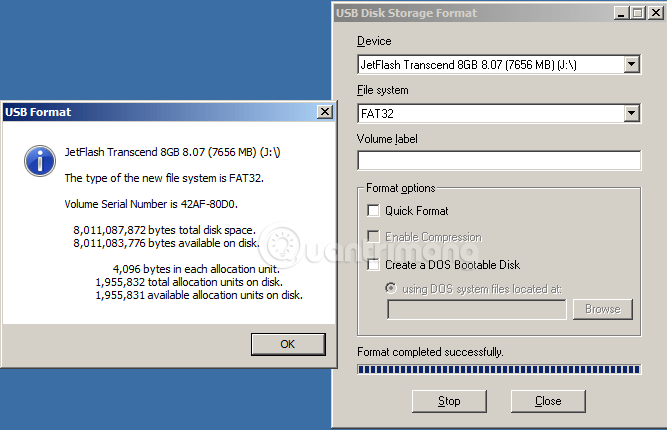 USB Disk Storage Format
Device
JetFlash Transcend 8GB 8.07 (7656 MB) (J:\)
File system
FAT32
Volume label
Format options
Quick Format
Enable Compression
Create a DOS Bootable Disk
using DOS system files located at:
Browse
Format completed successfully.
Stop
Close
USB Format
JetFlash Transcend 8GB 8.07 (7656 MB) (J:\)
The type of the new file system is FAT32.
Volume Serial Number is 42AF-80D0.
8,011,087,872 bytes total disk space.
8,011,083,776 bytes available on disk.
4,096 bytes in each allocation unit.
1,955,832 total allocation units on disk.
1,955,831 available allocation units on disk.
OK
Quantrimang